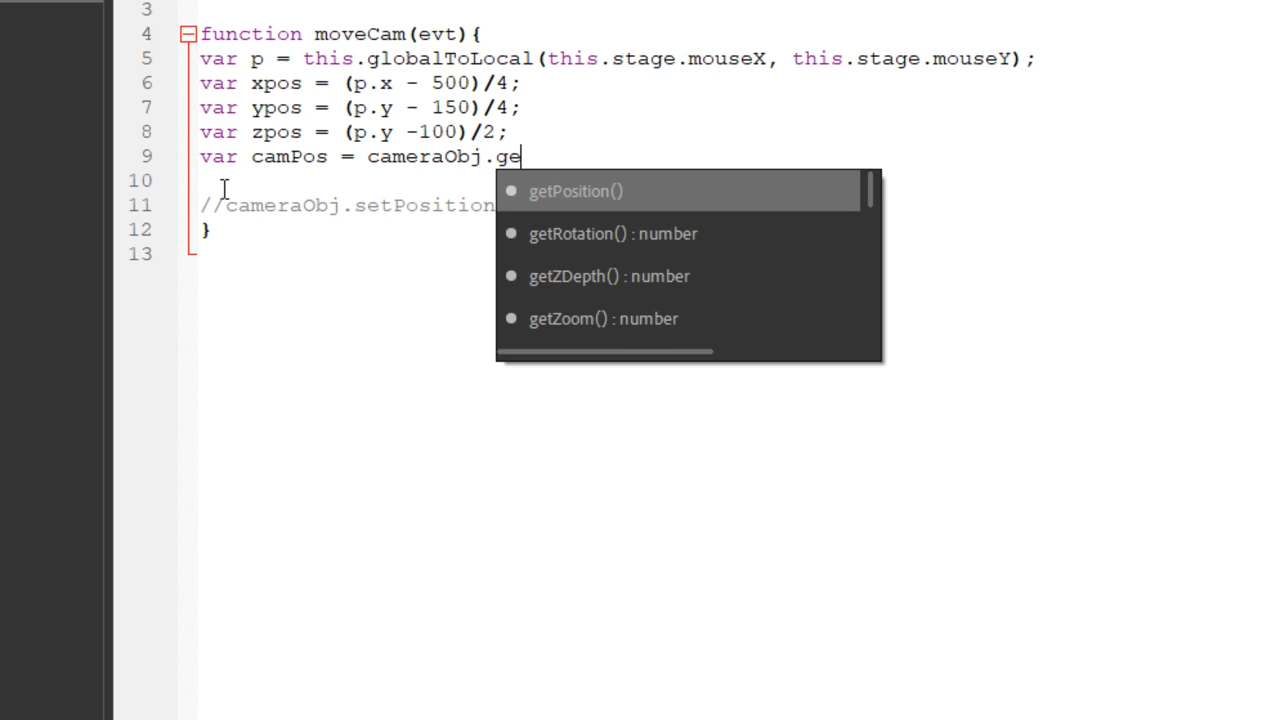 3
4 function moveCam(evt){
5 var p = this.globalToLocal(this.stage.mouseX, this.stage.mouseY);
6 var xpos = (p.x - 500)/4;
7 var ypos = (p.y - 150)/4;
8 var zpos = (p.y -100)/2;
9 var camPos = cameraObj.ge
10
11 //cameraObj.setPosition
12 }
13
getPosition()
getRotation() : number
getZDepth() : number
getZoom() : number